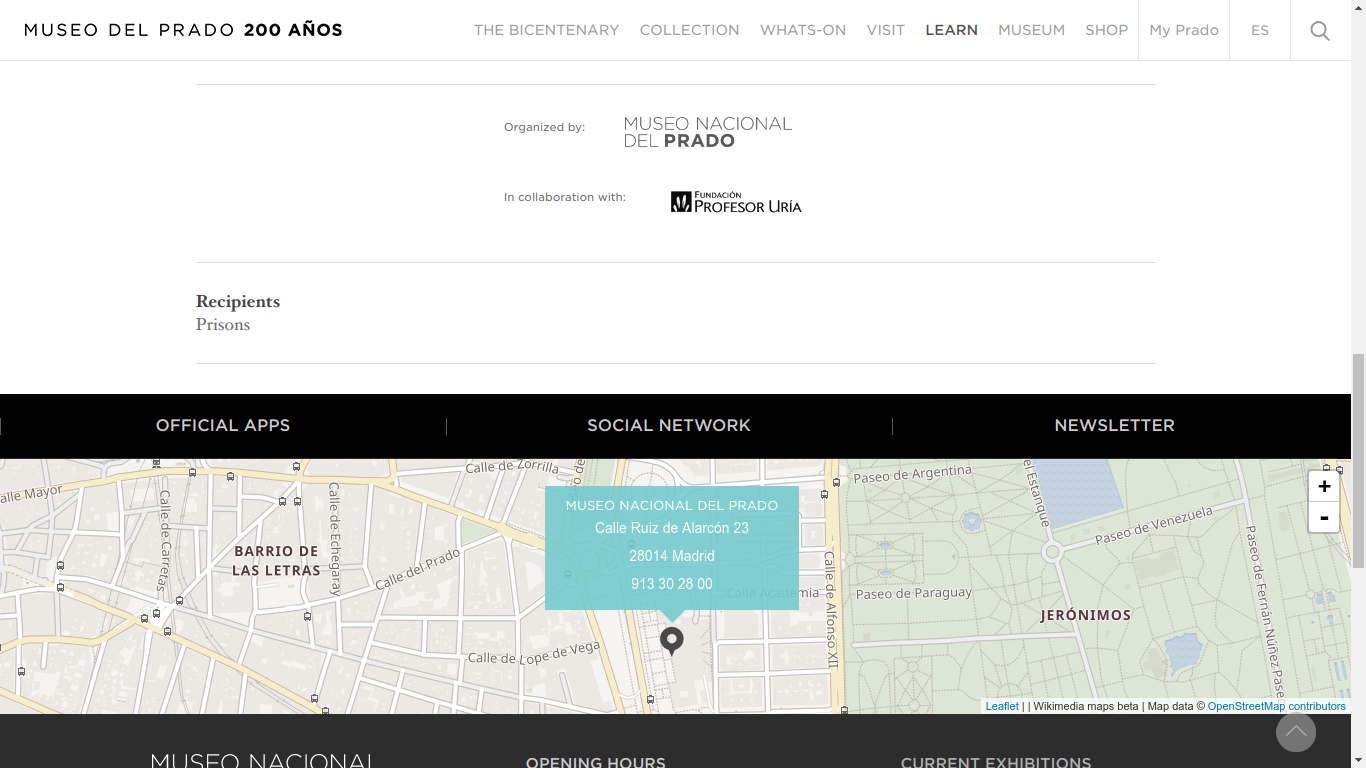 MUSEO DEL PRADO 200 AÑOS
THE BICENTENARY COLLECTION WHATS-ON VISIT LEARN MUSEUM SHOP My Prado ES
Organized by:
MUSEO NACIONAL
DEL PRADO
In collaboration with:
FUNDACIÓN
PROFESOR URÍA
Recipients
Prisons
OFFICIAL APPS SOCIAL NETWORK NEWSLETTER
Calle de Zorrilla
alle Mayor
Calle de Carretas
Calle de Echegaray
BARRIO DE
LAS LETRAS
Calle del Prado
Calle de Lope de Vega
MUSEO NACIONAL DEL PRADO
Calle Ruiz de Alarcón 23
28014 Madrid
913 30 28 00
Calle Academia
Calle de Alfonso XII
Paseo de Argentina
el Estanque
Paseo de Venezuela
Paseo de Paraguay
JERÓNIMOS
Paseo de Fernán Núñez
Pase
+
-
Leaflet | | Wikimedia maps beta | Map data © OpenStreetMap contributors
MUSEO NACIONAL
OPENING HOURS
CURRENT EXHIBITIONS